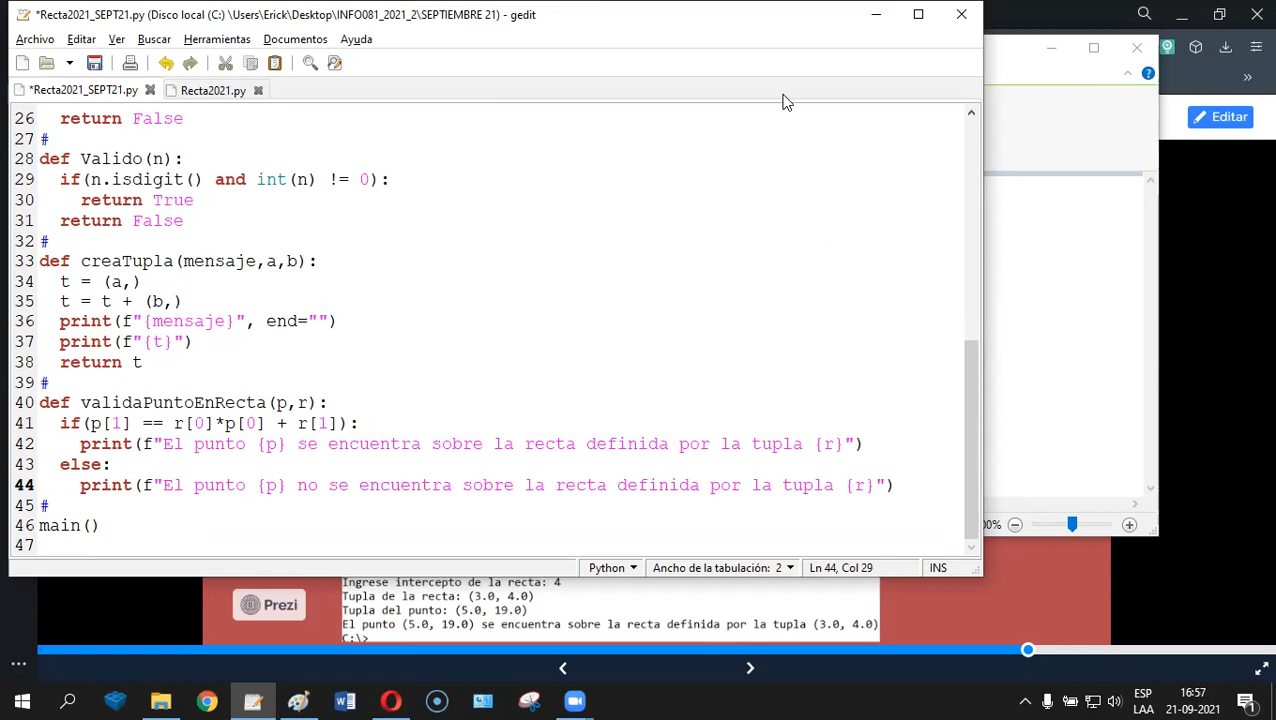 *Recta2021_SEPT21.py (Disco local (C:) \Users\Erick\Desktop\INFO081_2021_2\SEPTIEMBRE 21) - gedit
Archivo Editar Ver Buscar Herramientas Documentos Ayuda
*Recta2021_SEPT21.py Recta2021.py
Editar
26 return False
27 #
28 def Valido(n):
29 if(n.isdigit() and int(n) != 0):
30 return True
31 return False
32 #
33 def creaTupla(mensaje,a,b):
34 t = (a,)
35 t = t + (b,)
36 print(f"{mensaje}", end="")
37 print(f"{t}")
38 return t
39 #
40 def validaPuntoEnRecta(p,r):
41 if(p[1] == r[0]*p[0] + r[1]):
42 print(f"El punto {p} se encuentra sobre la recta definida por la tupla {r}")
43 else:
44 print(f"El punto {p} no se encuentra sobre la recta definida por la tupla {r}")
45 #
46 main()
47
00%
Python Ancho de la tabulación: 2 Ln 44, Col 29 INS
Ingrese intercepto de la recta: 4
Tupla de la recta: (3.0, 4.0)
Tupla del punto: (5.0, 19.0)
El punto (5.0, 19.0) se encuentra sobre la recta definida por la tupla (3.0, 4.0)
C:\>
Prezi
ESP 16:57
LAA 21-09-2021
1